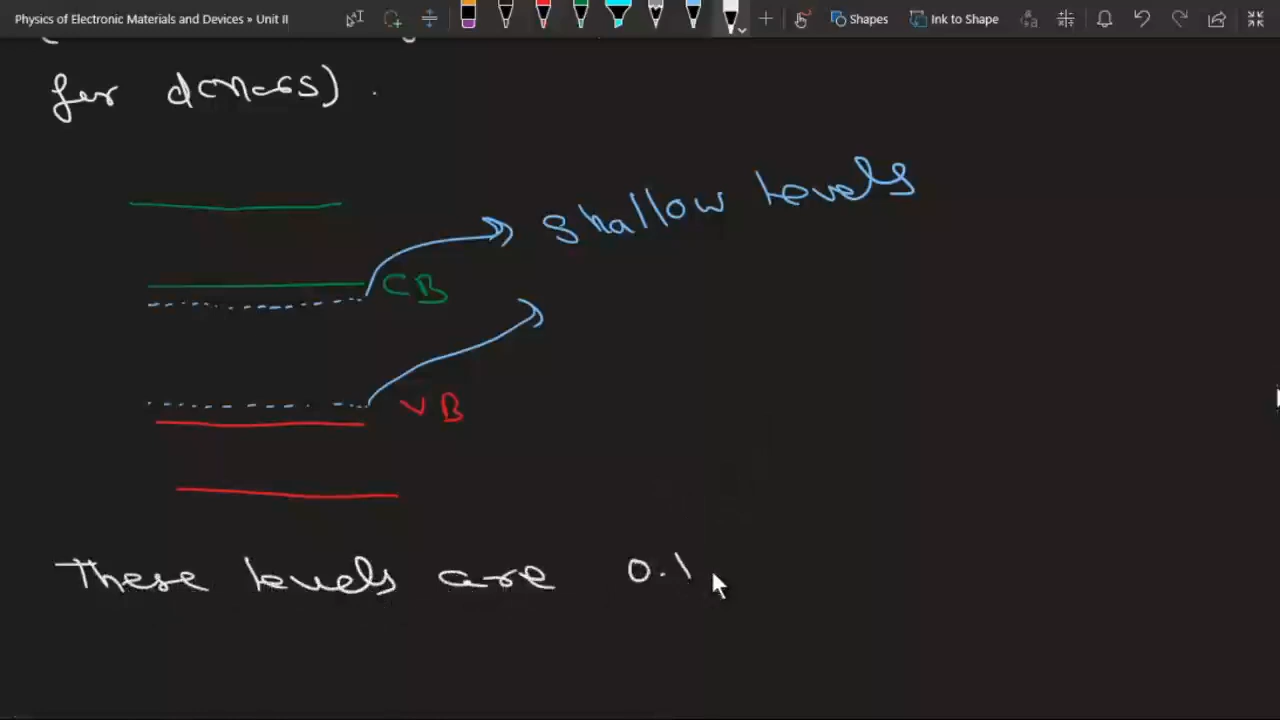 Physics of Electronic Materials and Devices » Unit II
Shapes
Ink to Shape
for donors).
shallow levels
CB
VB
These levels are 0.1